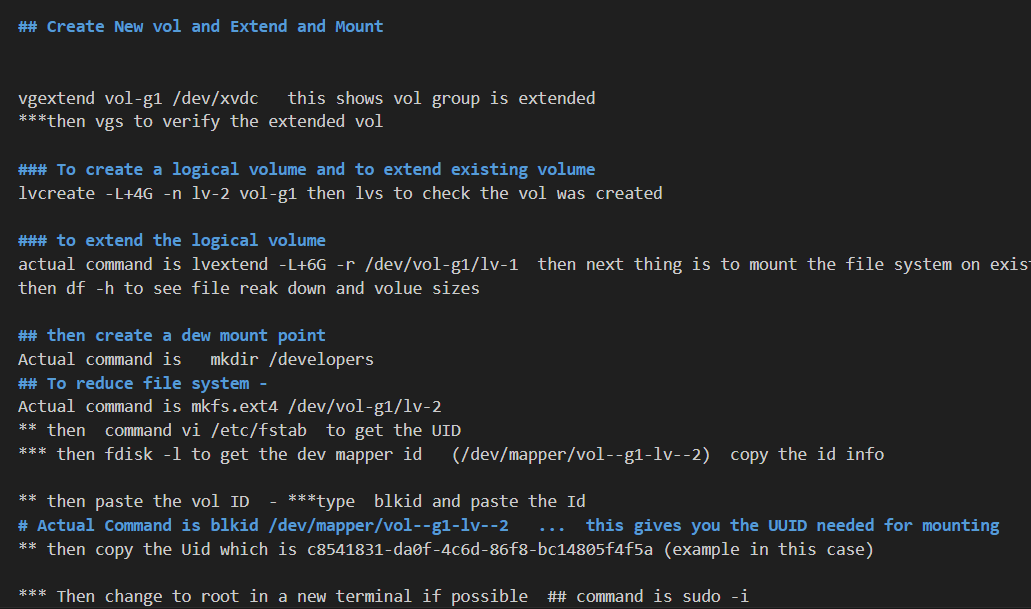 ## Create New vol and Extend and Mount
vgextend vol-g1 /dev/xvdc   this shows vol group is extended
***then vgs to verify the extended vol
### To create a logical volume and to extend existing volume
lvcreate -L+4G -n lv-2 vol-g1 then lvs to check the vol was created
### to extend the logical volume
actual command is lvextend -L+6G -r /dev/vol-g1/lv-1  then next thing is to mount the file system on
then df -h to see file reak down and volue sizes
## then create a dew mount point
Actual command is   mkdir /developers
## To reduce file system -
Actual command is mkfs.ext4 /dev/vol-g1/lv-2
** then  command vi /etc/fstab  to get the UID
*** then fdisk -l to get the dev mapper id   (/dev/mapper/vol--g1-lv--2)  copy the id info
** then paste the vol ID  - ***type  blkid and paste the Id
# Actual Command is blkid /dev/mapper/vol--g1-lv--2   ...  this gives you the UUID needed for mounting
** then copy the Uid which is c8541831-da0f-4c6d-86f8-bc14805f4f5a (example in this case)
*** Then change to root in a new terminal if possible  ## command is sudo -i